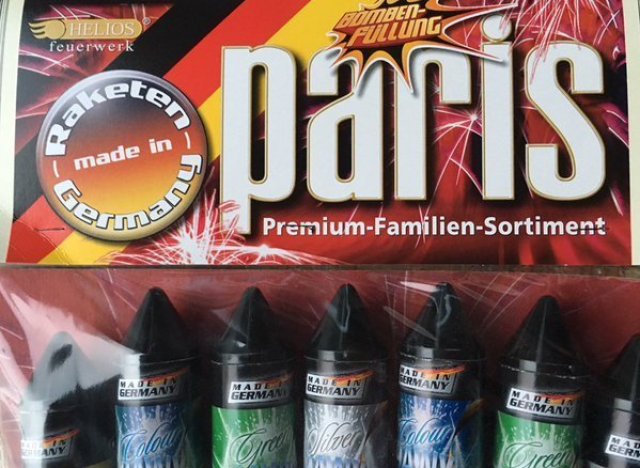 HELIOS
feuerwerk
BOMBEN-
FÜLLUNG
paris
Raketen
made in
Germany
Premium-Familien-Sortiment
MADE IN
GERMANY
Colour
MADE IN
GERMANY
Green
MADE IN
GERMANY
Silver
MADE IN
GERMANY
Colour
MADE IN
GERMANY
Green
MADE IN